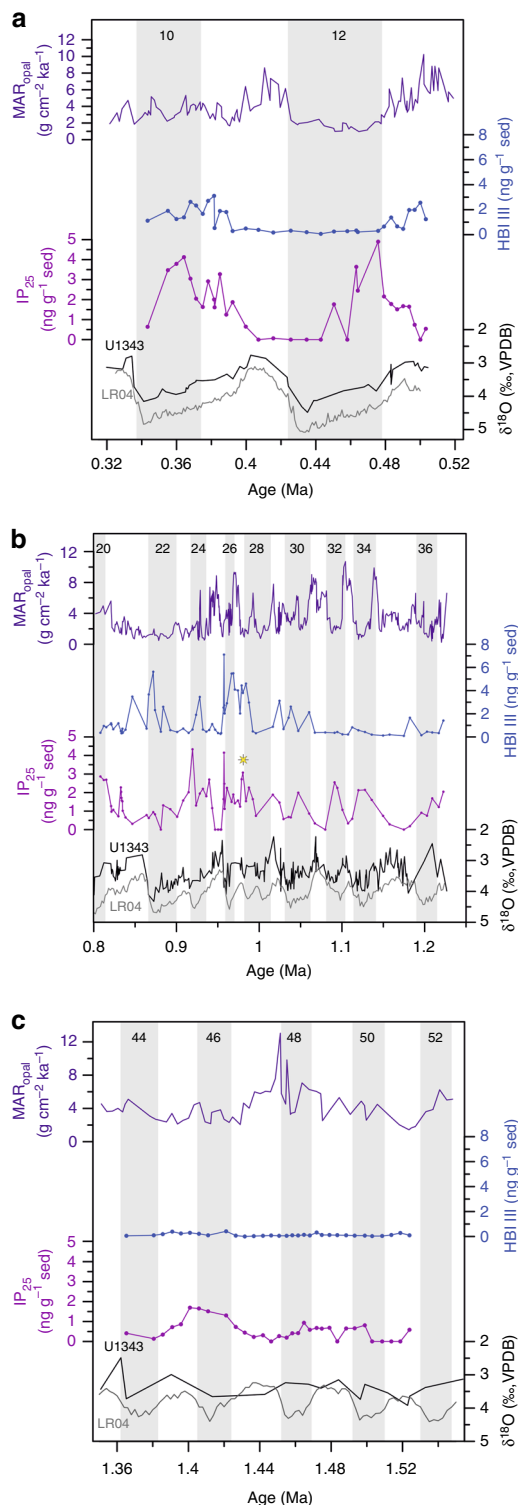 a
10 12
MAR_opal (g cm⁻² ka⁻¹)
12
10
8
6
4
2
0
HBI III (ng g⁻¹ sed)
8
6
4
2
0
IP₂₅ (ng g⁻¹ sed)
5
4
3
2
1
0
δ¹⁸O (‰, VPDB)
2
3
4
5
U1343
LR04
0.32 0.36 0.4 0.44 0.48 0.52
Age (Ma)
b
20 22 24 26 28 30 32 34 36
MAR_opal (g cm⁻² ka⁻¹)
12
8
4
0
HBI III (ng g⁻¹ sed)
8
6
4
2
0
IP₂₅ (ng g⁻¹ sed)
5
4
3
2
1
0
δ¹⁸O (‰, VPDB)
2
3
4
5
U1343
LR04
0.8 0.9 1 1.1 1.2
Age (Ma)
c
44 46 48 50 52
MAR_opal (g cm⁻² ka⁻¹)
12
8
4
0
HBI III (ng g⁻¹ sed)
8
6
4
2
0
IP₂₅ (ng g⁻¹ sed)
5
4
3
2
1
0
δ¹⁸O (‰, VPDB)
2
3
4
5
U1343
LR04
1.36 1.4 1.44 1.48 1.52
Age (Ma)